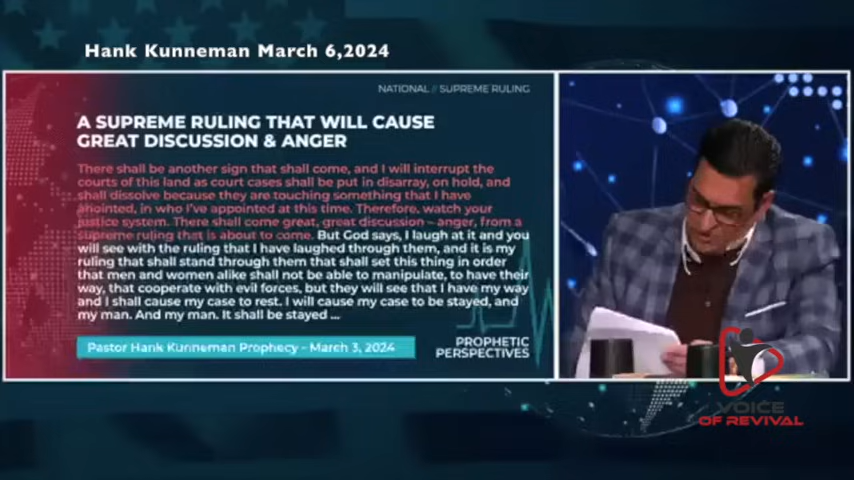 Hank Kunneman March 6,2024
NATIONAL // SUPREME RULING
A SUPREME RULING THAT WILL CAUSE
GREAT DISCUSSION & ANGER
There shall be another sign that shall come, and I will interrupt the
courts of this land as court cases shall be put in disarray, on hold, and
shall dissolve because they are touching something that I have
anointed, in who I've appointed at this time. Therefore, watch your
justice system. There shall come great, great discussion – anger, from a
supreme ruling that is about to come. But God says, I laugh at it and you
will see with the ruling that I have laughed through them, and it is my
ruling that shall stand through them that shall set this thing in order
that men and women alike shall not be able to manipulate, to have their
way, that cooperate with evil forces, but they will see that I have my way
and I shall cause my case to rest. I will cause my case to be stayed, and
my man. And my man. It shall be stayed ...
Pastor Hank Kunneman Prophecy - March 3, 2024
PROPHETIC
PERSPECTIVES
VOICE
OF REVIVAL